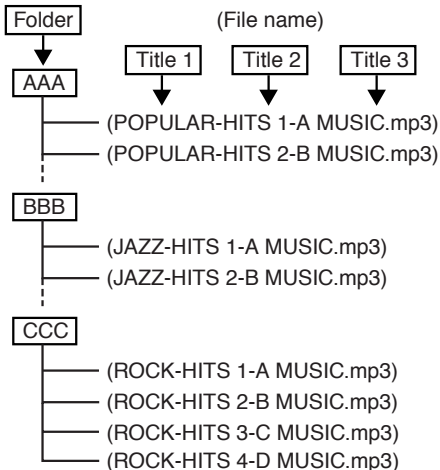 Folder (File name)
Title 1 Title 2 Title 3
AAA
(POPULAR-HITS 1-A MUSIC.mp3)
(POPULAR-HITS 2-B MUSIC.mp3)
BBB
(JAZZ-HITS 1-A MUSIC.mp3)
(JAZZ-HITS 2-B MUSIC.mp3)
CCC
(ROCK-HITS 1-A MUSIC.mp3)
(ROCK-HITS 2-B MUSIC.mp3)
(ROCK-HITS 3-C MUSIC.mp3)
(ROCK-HITS 4-D MUSIC.mp3)